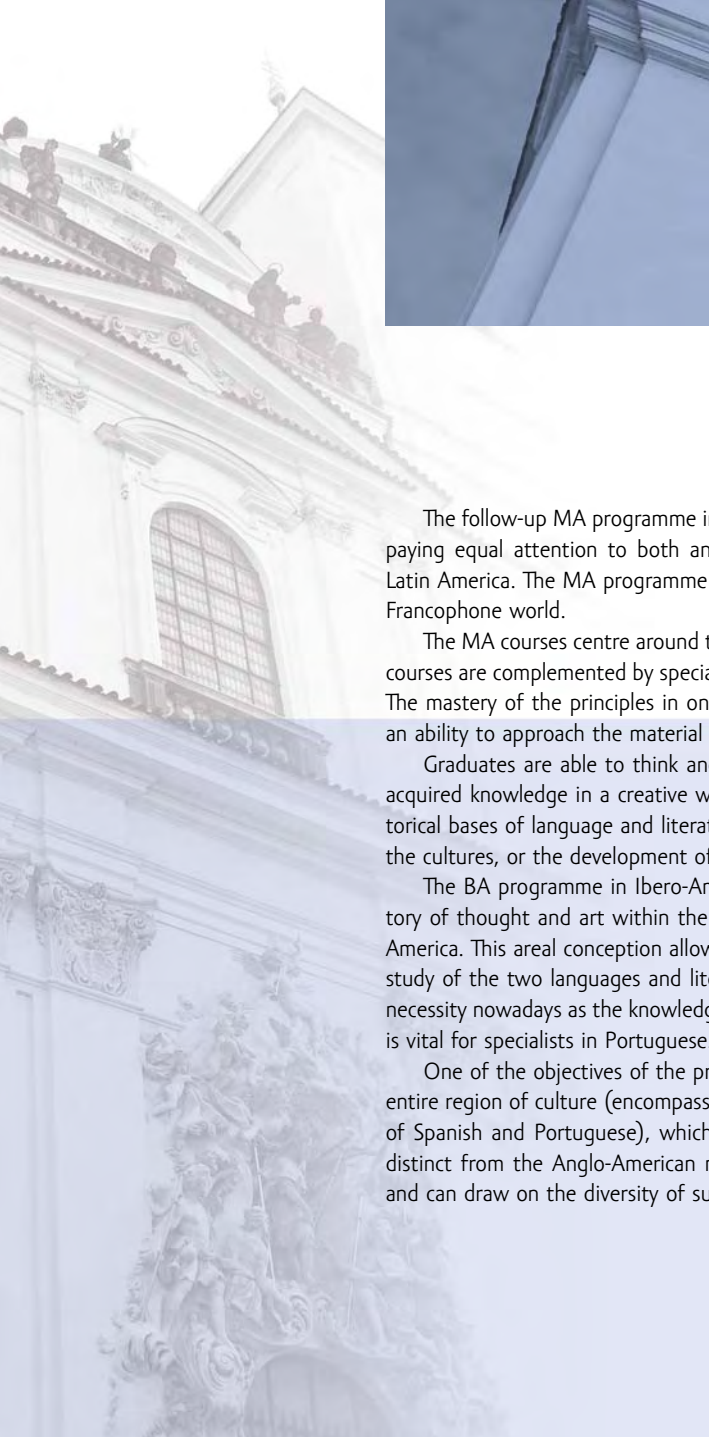 The follow-up MA programme i
paying equal attention to both an
Latin America. The MA programme
Francophone world.
The MA courses centre around t
courses are complemented by specia
The mastery of the principles in on
an ability to approach the material
Graduates are able to think an
acquired knowledge in a creative w
torical bases of language and litera
the cultures, or the development of
The BA programme in Ibero-Am
tory of thought and art within the
America. This areal conception allow
study of the two languages and lit
necessity nowadays as the knowledg
is vital for specialists in Portuguese
One of the objectives of the pr
entire region of culture (encompass
of Spanish and Portuguese), which
distinct from the Anglo-American
and can draw on the diversity of su